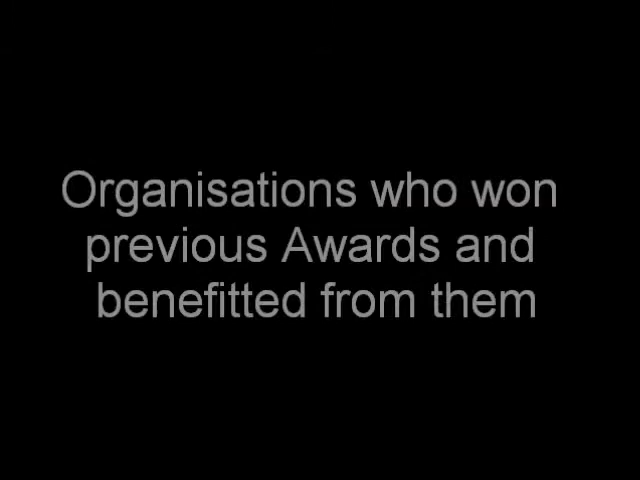 Organisations who won
previous Awards and
benefitted from them